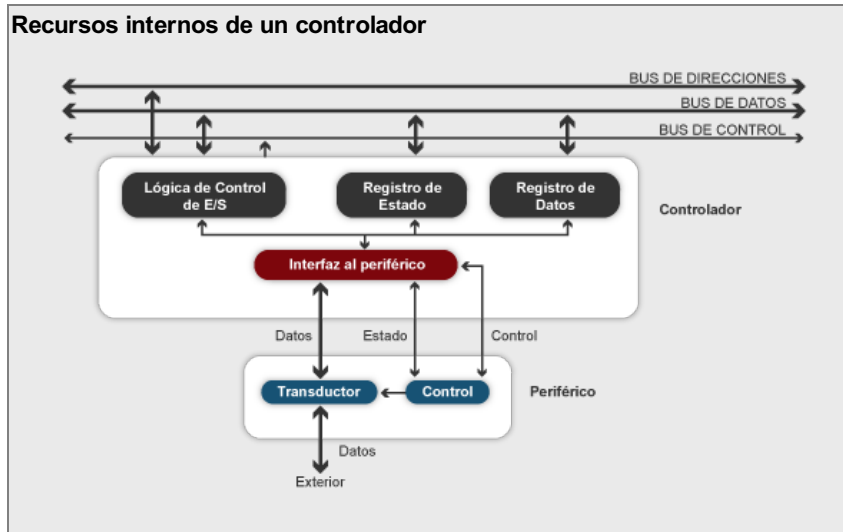 Recursos internos de un controlador
BUS DE DIRECCIONES
BUS DE DATOS
BUS DE CONTROL
Lógica de Control
de E/S
Registro de
Estado
Registro de
Datos
Controlador
Interfaz al periférico
Datos
Estado
Control
Transductor
Control
Periférico
Datos
Exterior